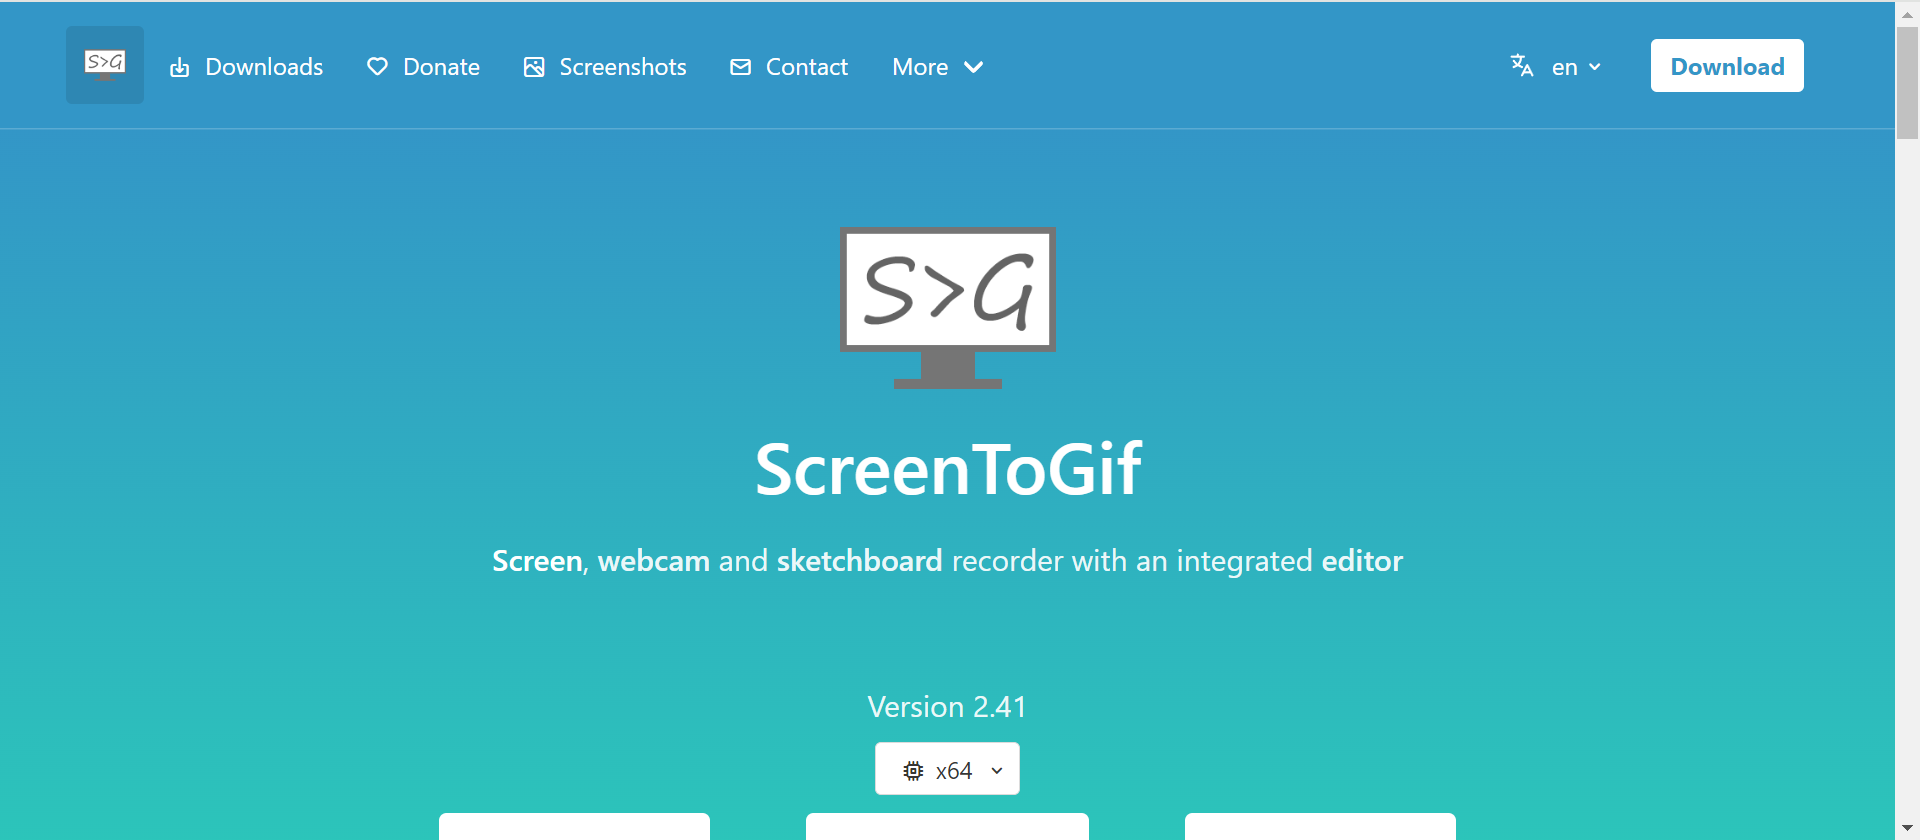 S>G Downloads Donate Screenshots Contact More en Download
S>G
ScreenToGif
Screen, webcam and sketchboard recorder with an integrated editor
Version 2.41
x64